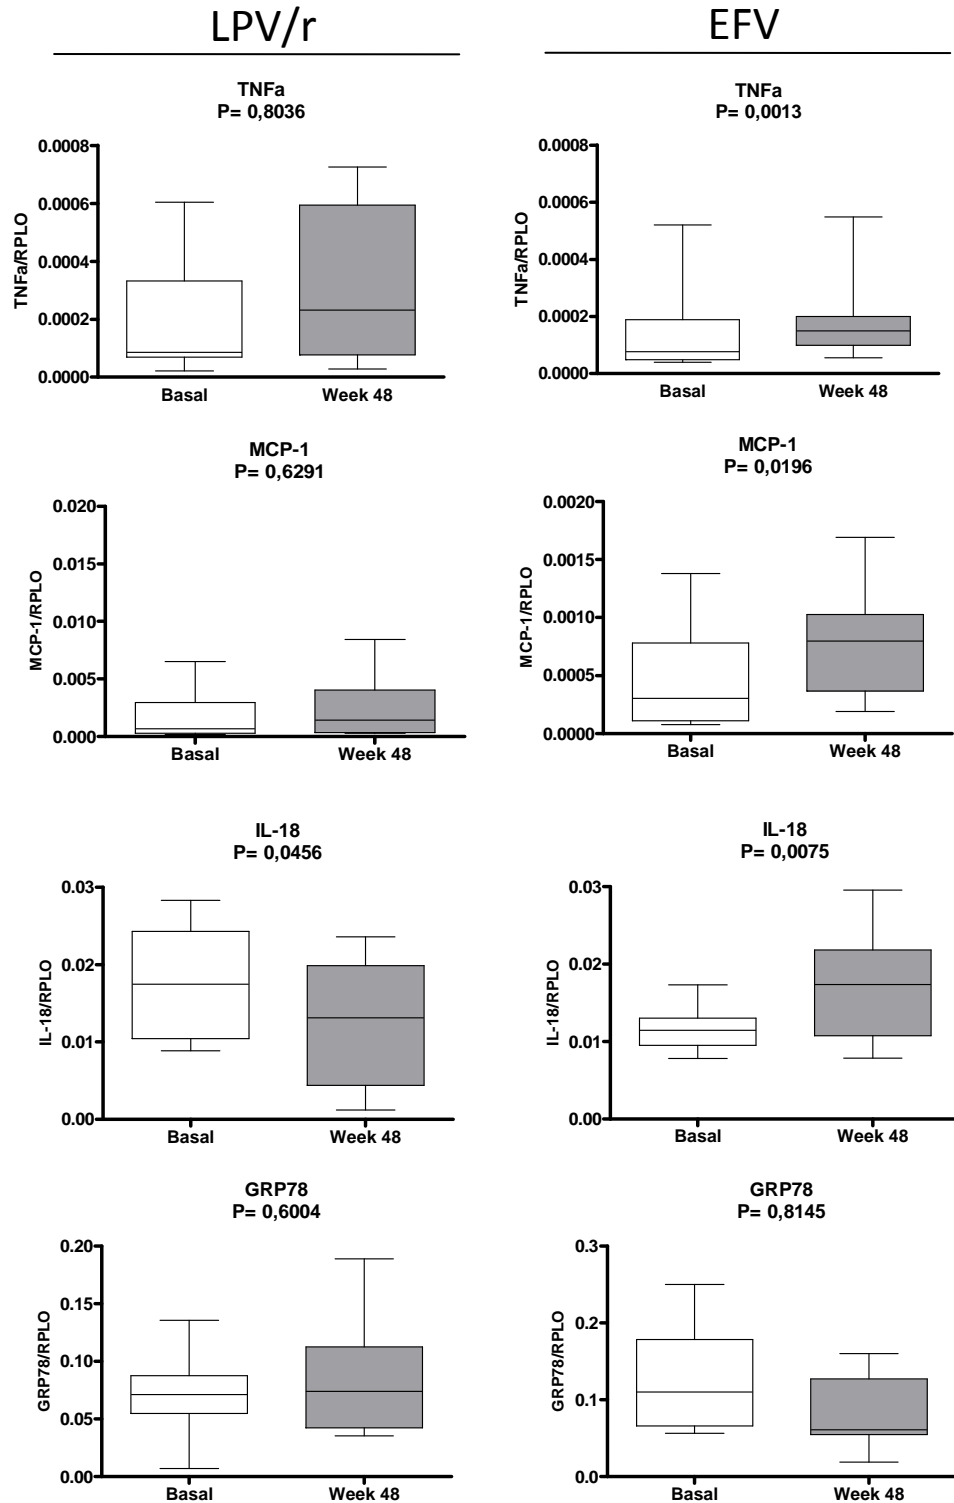 LPV/r
EFV
TNFa
P= 0,8036
0.0008
0.0006
0.0004
0.0002
0.0000
TNFa/RPLO
Basal
Week 48
TNFa
P= 0,0013
0.0008
0.0006
0.0004
0.0002
0.0000
TNFa/RPLO
Basal
Week 48
MCP-1
P= 0,6291
0.020
0.015
0.010
0.005
0.000
MCP-1/RPLO
Basal
Week 48
MCP-1
P= 0,0196
0.0020
0.0015
0.0010
0.0005
0.0000
MCP-1/RPLO
Basal
Week 48
IL-18
P= 0,0456
0.03
0.02
0.01
0.00
IL-18/RPLO
Basal
Week 48
IL-18
P= 0,0075
0.03
0.02
0.01
0.00
IL-18/RPLO
Basal
Week 48
GRP78
P= 0,6004
0.20
0.15
0.10
0.05
0.00
GRP78/RPLO
Basal
Week 48
GRP78
P= 0,8145
0.3
0.2
0.1
0.0
GRP78/RPLO
Basal
Week 48